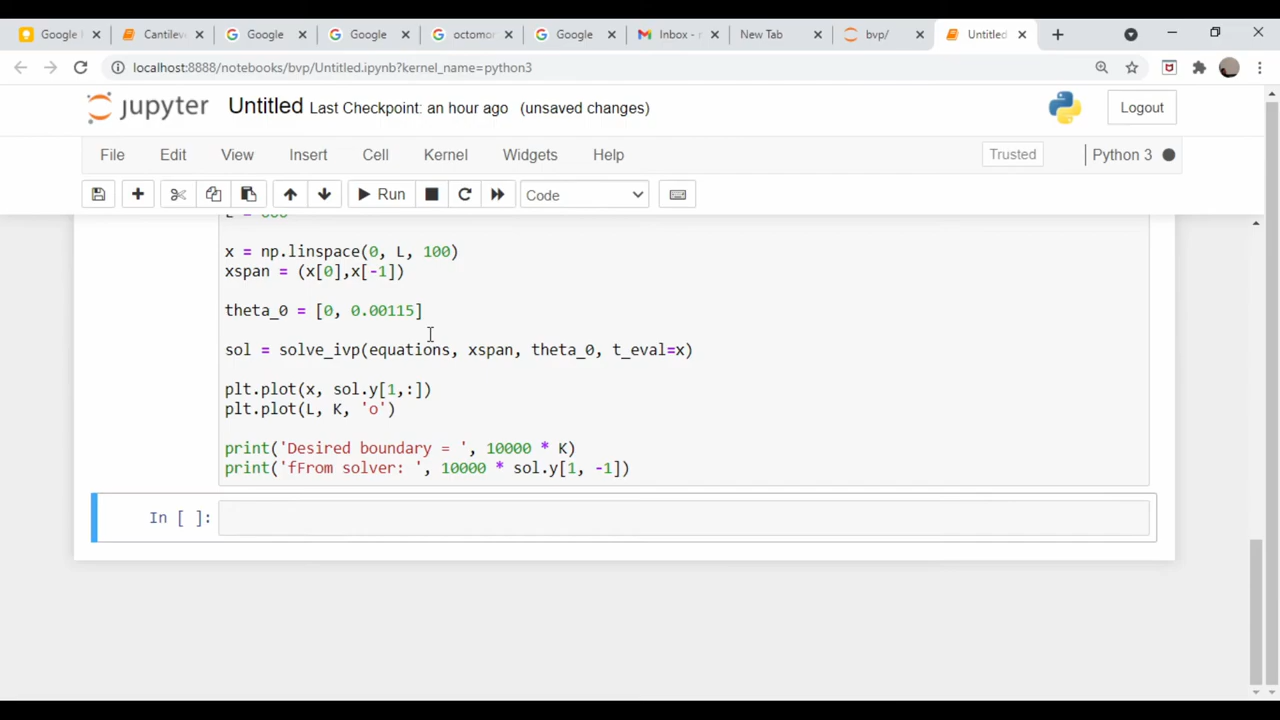 Google
Cantilev
Google
Google
octomor
Google
Inbox - r
New Tab
bvp/
Untitled
localhost:8888/notebooks/bvp/Untitled.ipynb?kernel_name=python3
jupyter Untitled Last Checkpoint: an hour ago (unsaved changes)
Logout
File Edit View Insert Cell Kernel Widgets Help
Trusted
Python 3
Run
Code
x = np.linspace(0, L, 100)
xspan = (x[0],x[-1])
theta_0 = [0, 0.00115]
sol = solve_ivp(equations, xspan, theta_0, t_eval=x)
plt.plot(x, sol.y[1,:])
plt.plot(L, K, 'o')
print('Desired boundary = ', 10000 * K)
print('fFrom solver: ', 10000 * sol.y[1, -1])
In [ ]: